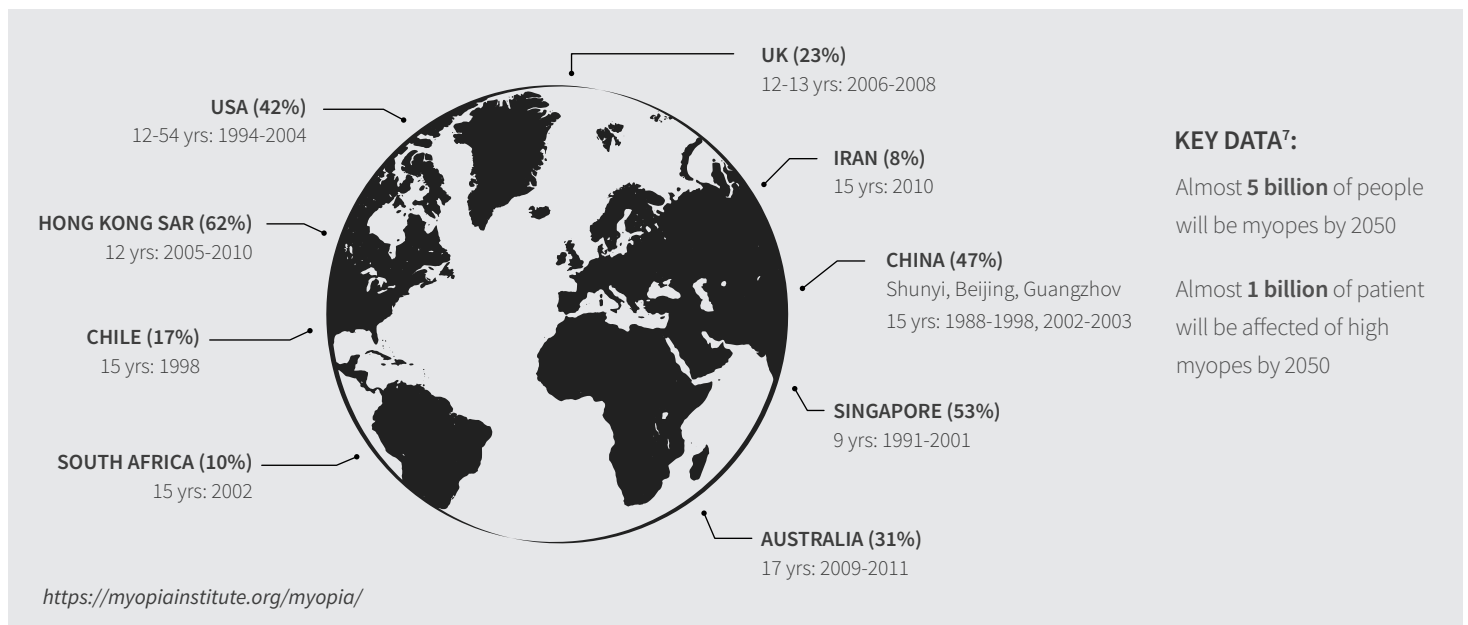 UK (23%)
12-13 yrs: 2006-2008
USA (42%)
12-54 yrs: 1994-2004
IRAN (8%)
15 yrs: 2010
HONG KONG SAR (62%)
12 yrs: 2005-2010
CHINA (47%)
Shunyi, Beijing, Guangzhov
15 yrs: 1988-1998, 2002-2003
CHILE (17%)
15 yrs: 1998
SINGAPORE (53%)
9 yrs: 1991-2001
SOUTH AFRICA (10%)
15 yrs: 2002
AUSTRALIA (31%)
17 yrs: 2009-2011
https://myopiainstitute.org/myopia/
KEY DATA⁷:
Almost 5 billion of people
will be myopes by 2050
Almost 1 billion of patient
will be affected of high
myopes by 2050